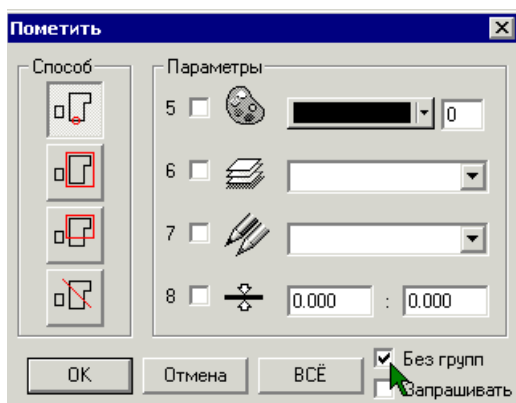 Пометить
Способ
Параметры
5 0
6
7
8 0.000 : 0.000
Без групп
OK Отмена ВСЁ
Запрашивать